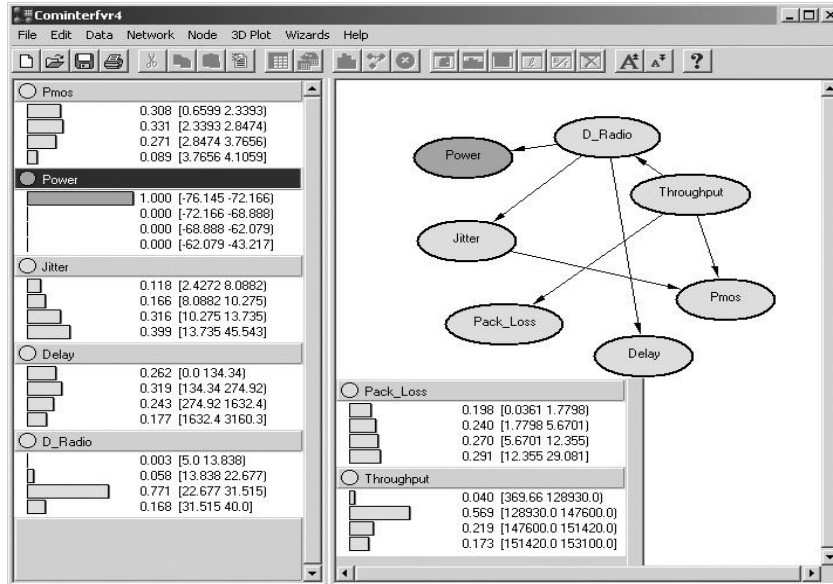 Cominterfvr4
File Edit Data Network Node 3D Plot Wizards Help
Pmos
0.308 [0.6599 2.3393)
0.331 [2.3393 2.8474)
0.271 [2.8474 3.7656)
0.089 [3.7656 4.1059)
Power
1.000 [-76.145 -72.166)
0.000 [-72.166 -68.888)
0.000 [-68.888 -62.079)
0.000 [-62.079 -43.217)
Jitter
0.118 [2.4272 8.0882)
0.166 [8.0882 10.275)
0.316 [10.275 13.735)
0.399 [13.735 45.543)
Delay
0.262 [0.0 134.34)
0.319 [134.34 274.92)
0.243 [274.92 1632.4)
0.177 [1632.4 3160.3)
D_Radio
0.003 [5.0 13.838)
0.058 [13.838 22.677)
0.771 [22.677 31.515)
0.168 [31.515 40.0]
D_Radio
Power
Throughput
Jitter
Pmos
Pack_Loss
Delay
Pack_Loss
0.198 [0.0361 1.7798)
0.240 [1.7798 5.6701)
0.270 [5.6701 12.355)
0.291 [12.355 29.081)
Throughput
0.040 [369.66 128930.0)
0.569 [128930.0 147600.0)
0.219 [147600.0 151420.0)
0.173 [151420.0 153100.0)